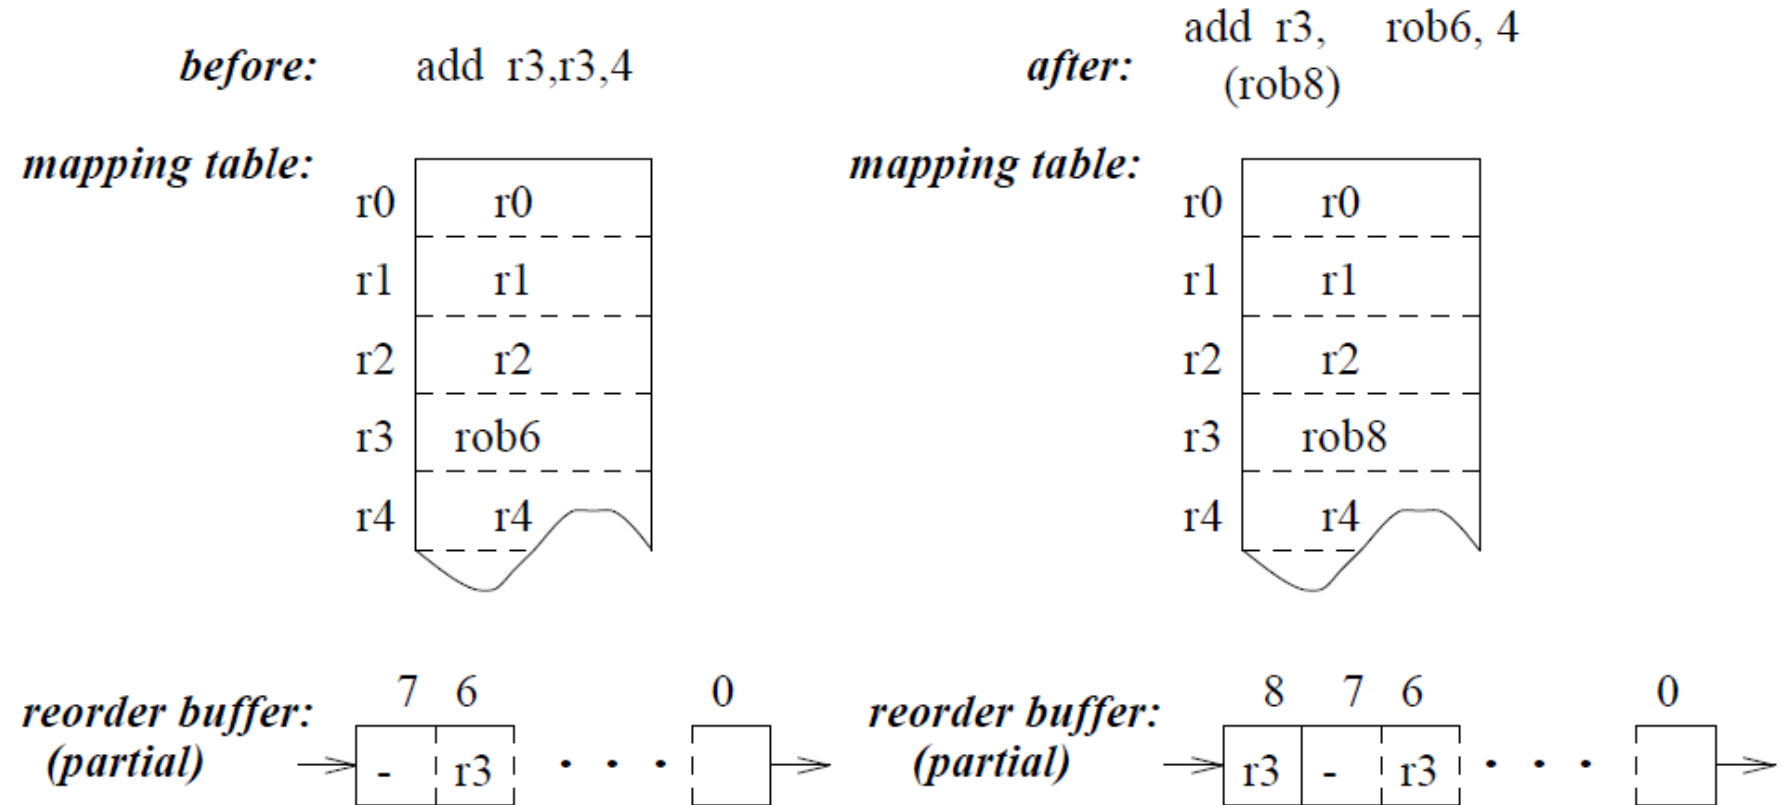 before: add r3,r3,4
mapping table:
r0 r0
r1 r1
r2 r2
r3 rob6
r4 r4
7 6 0
reorder buffer:
(partial)
- r3 . . .
after: add r3, rob6, 4
(rob8)
mapping table:
r0 r0
r1 r1
r2 r2
r3 rob8
r4 r4
8 7 6 0
reorder buffer:
(partial)
r3 - r3 . . .